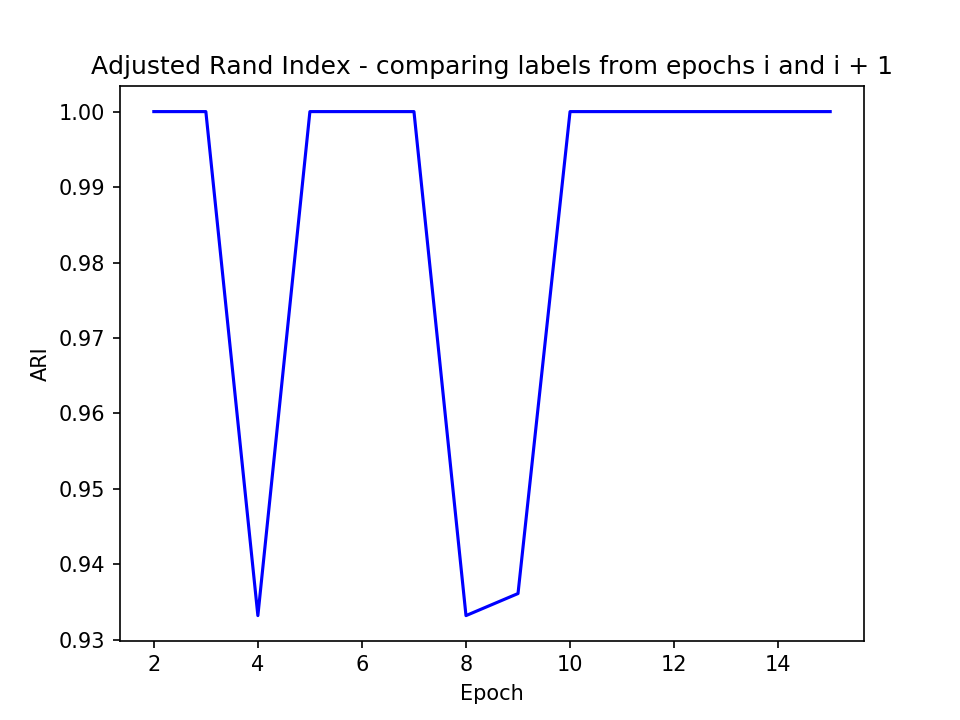 Adjusted Rand Index - comparing labels from epochs i and i + 1
1.00
0.99
0.98
0.97
0.96
0.95
0.94
0.93
ARI
2 4 6 8 10 12 14
Epoch